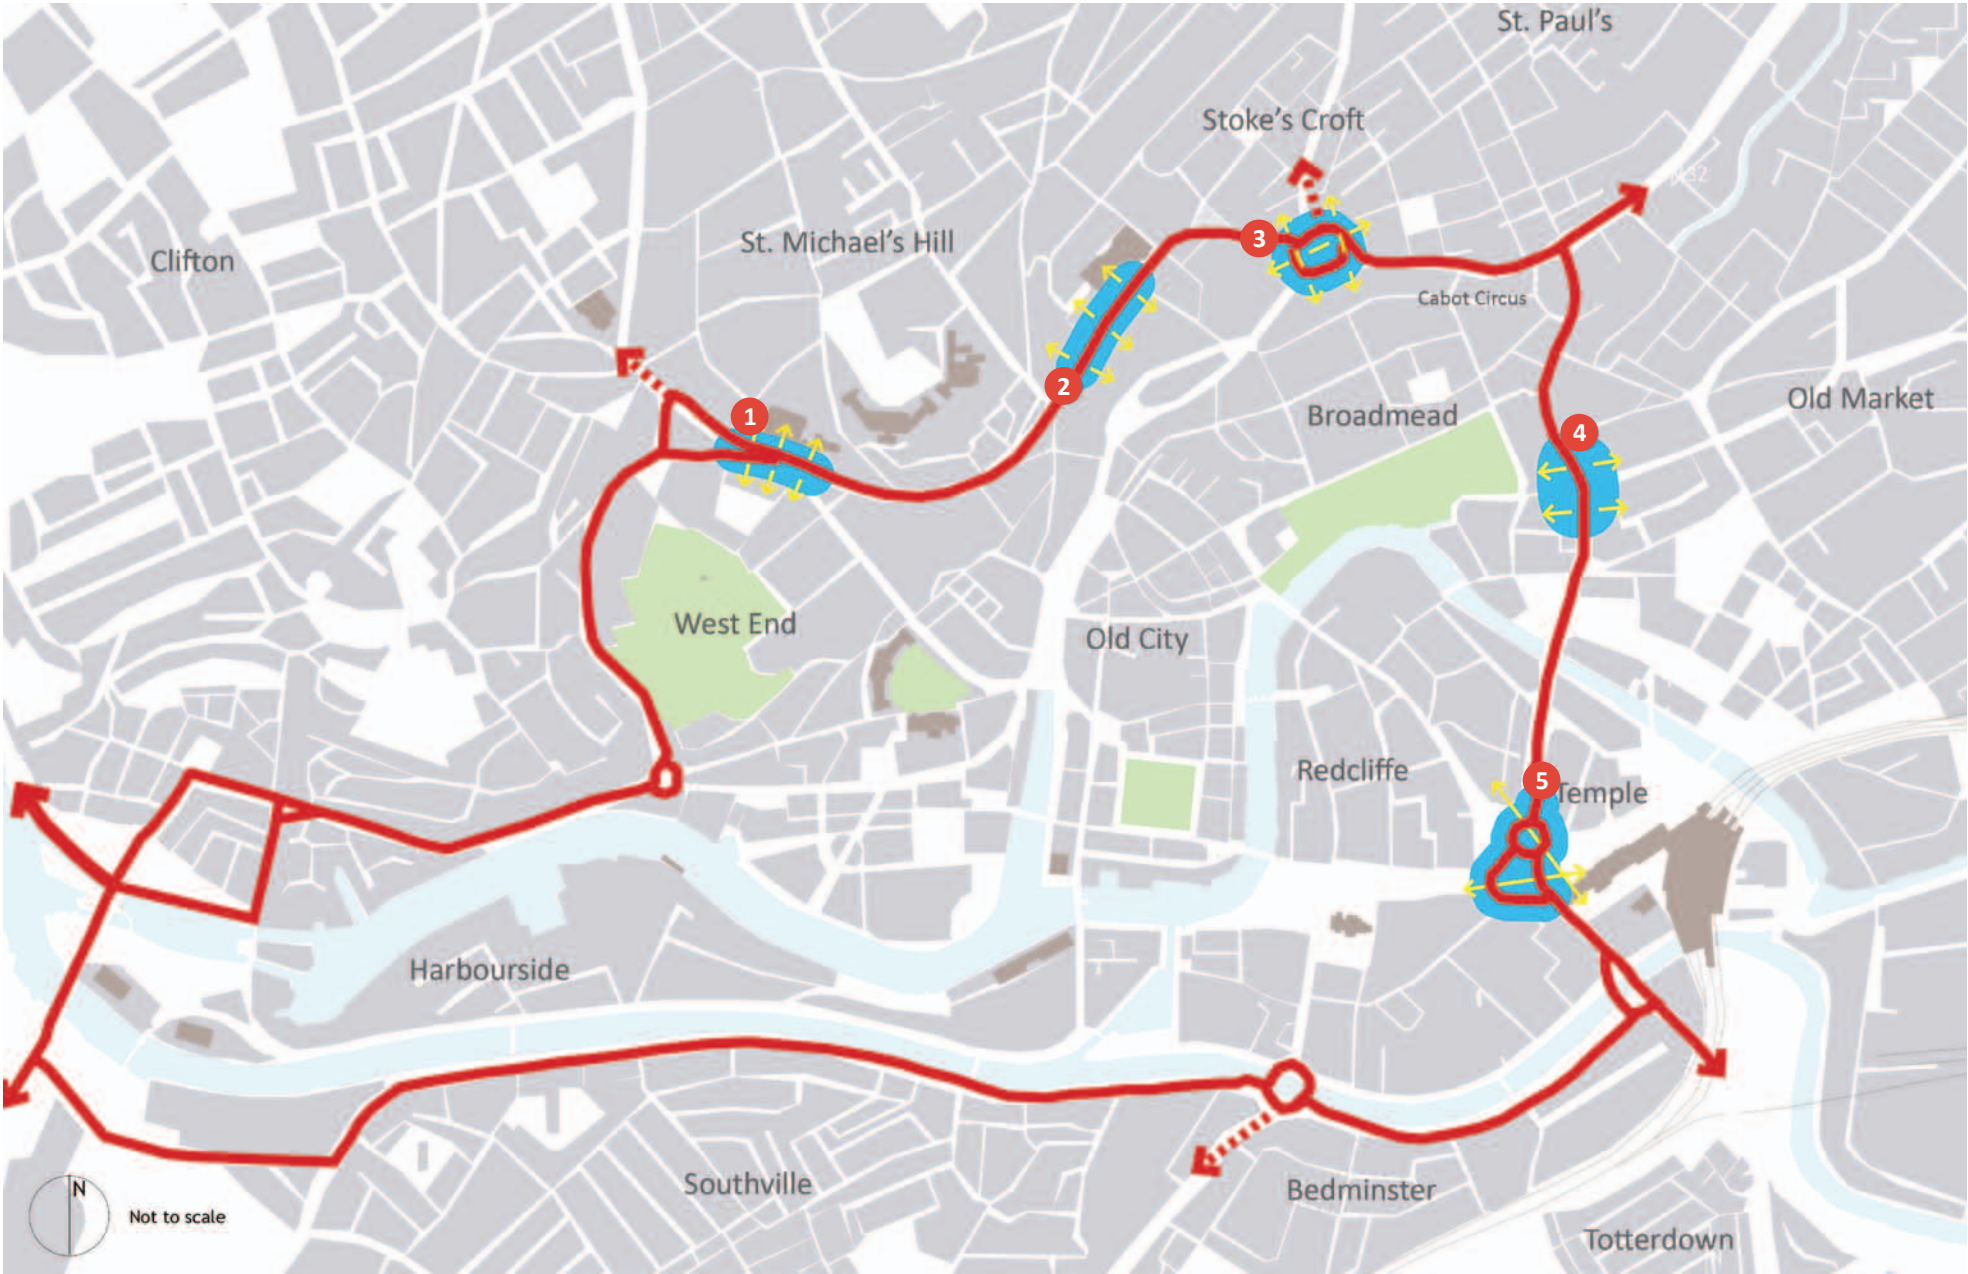 St. Paul's
Stoke's Croft
M32
3
St. Michael's Hill
Clifton
Cabot Circus
2
Old Market
1
Broadmead
4
West End
Old City
Redcliffe
5
Temple
Harbourside
Southville
Bedminster
N
Not to scale
Totterdown